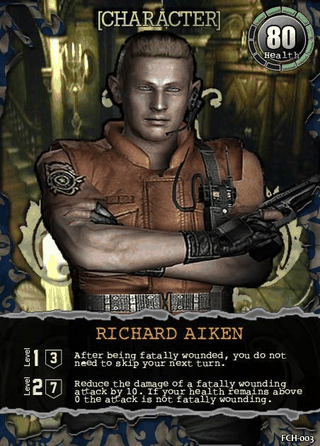 [CHARACTER]
80
Health
RICHARD AIKEN
Level 1 3 After being fatally wounded, you do not
need to skip your next turn.
Level 2 7 Reduce the damage of a fatally wounding
attack by 10. If your health remains above
0 the attack is not fatally wounding.
FCH-003